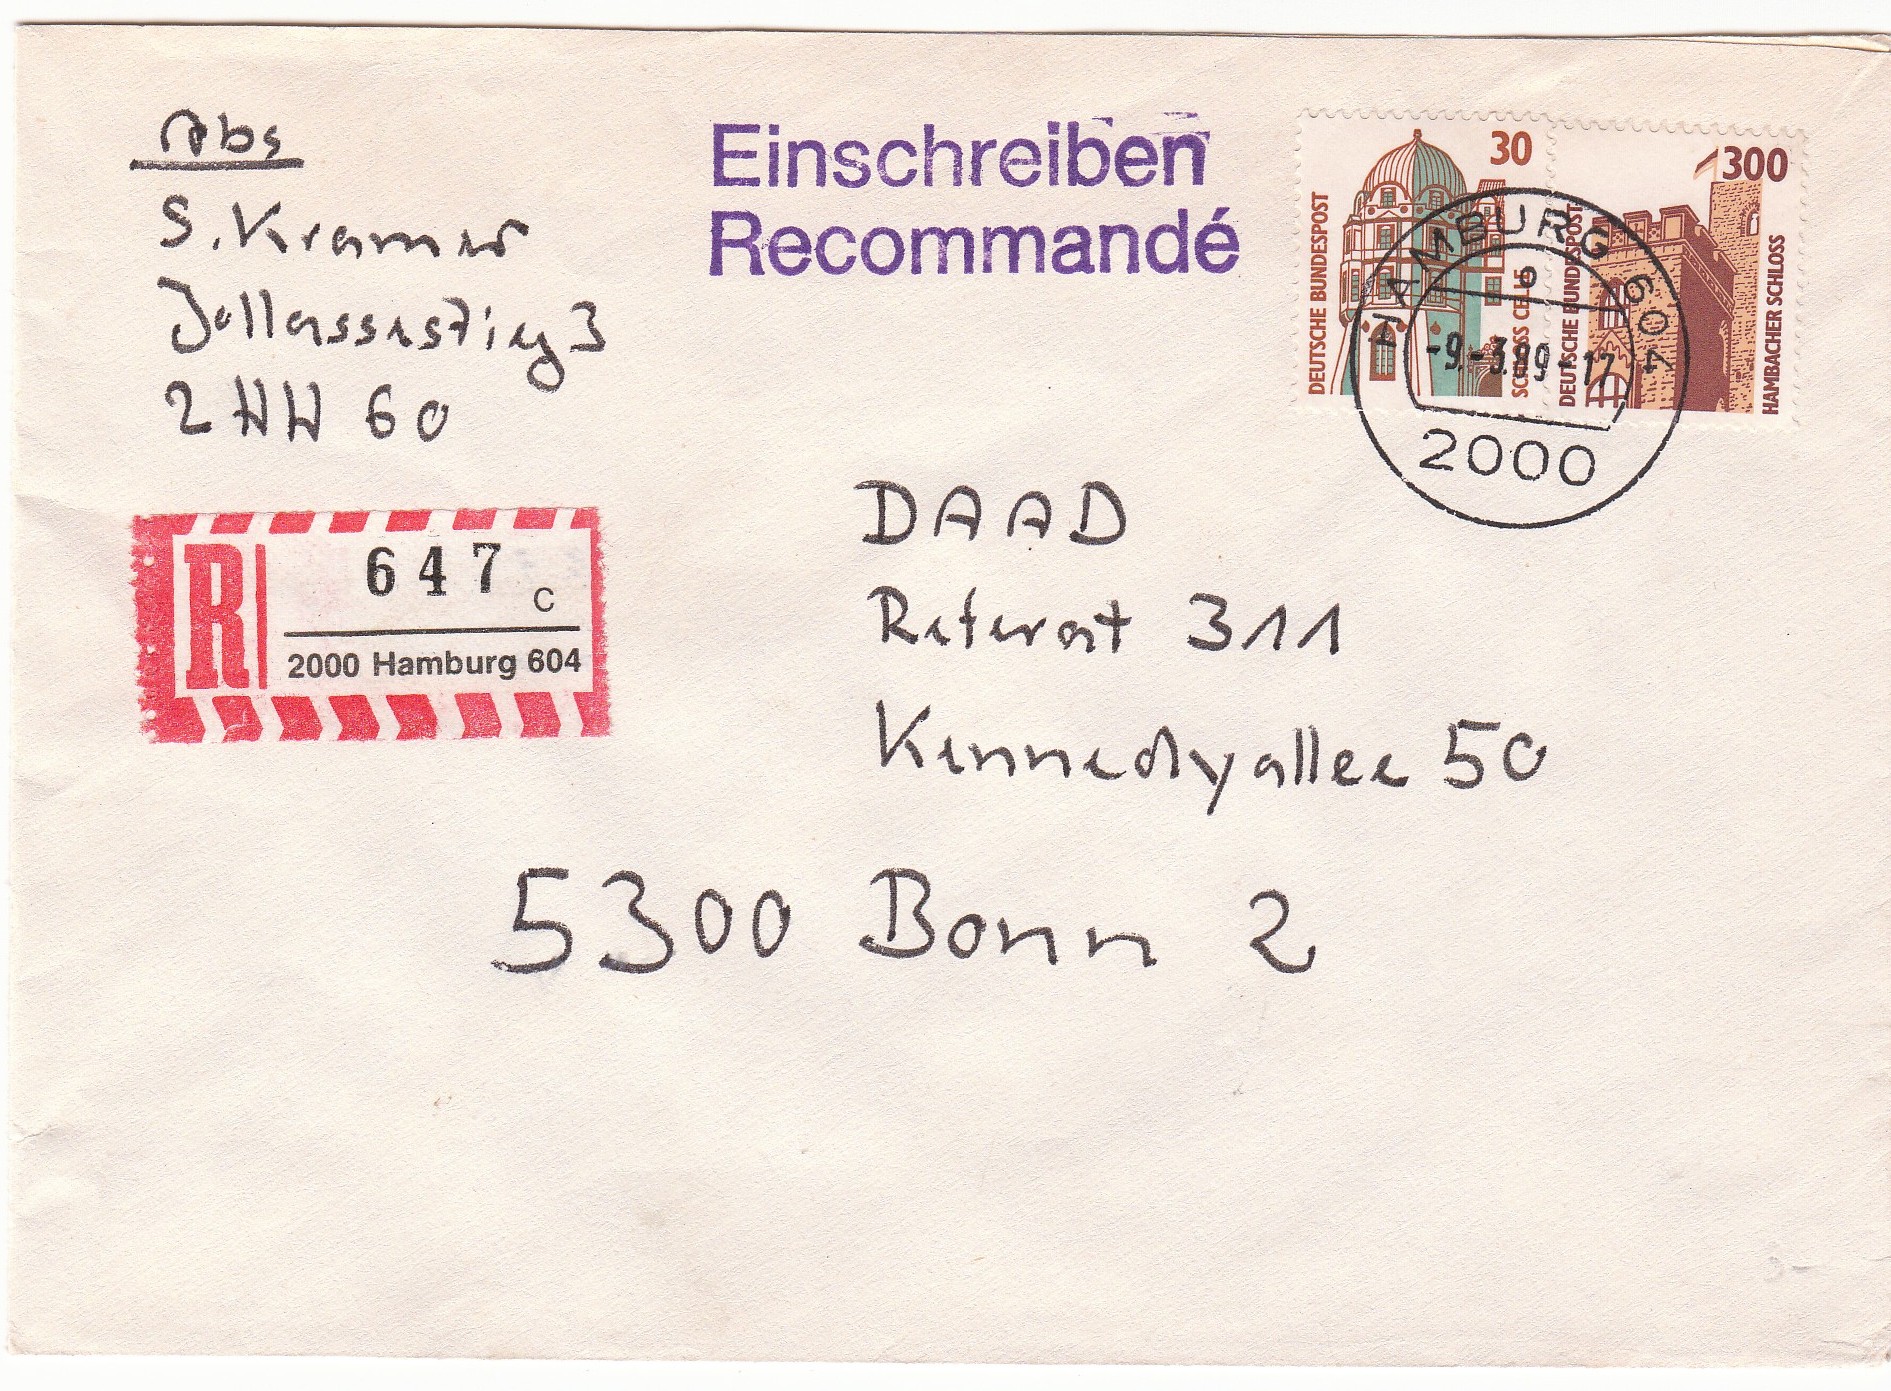 Abs
S. Kramer
Jollassestieg 3
2 HH 60
Einschreiben
Recommandé
30
DEUTSCHE BUNDESPOST
SCHLOSS CELLE
300
DEUTSCHE BUNDESPOST
HAMBACHER SCHLOSS
HAMBURG 604
-9.-3.89-17
2000
R
647
c
2000 Hamburg 604
DAAD
Referat 311
Kennedyallee 50
5300 Bonn 2